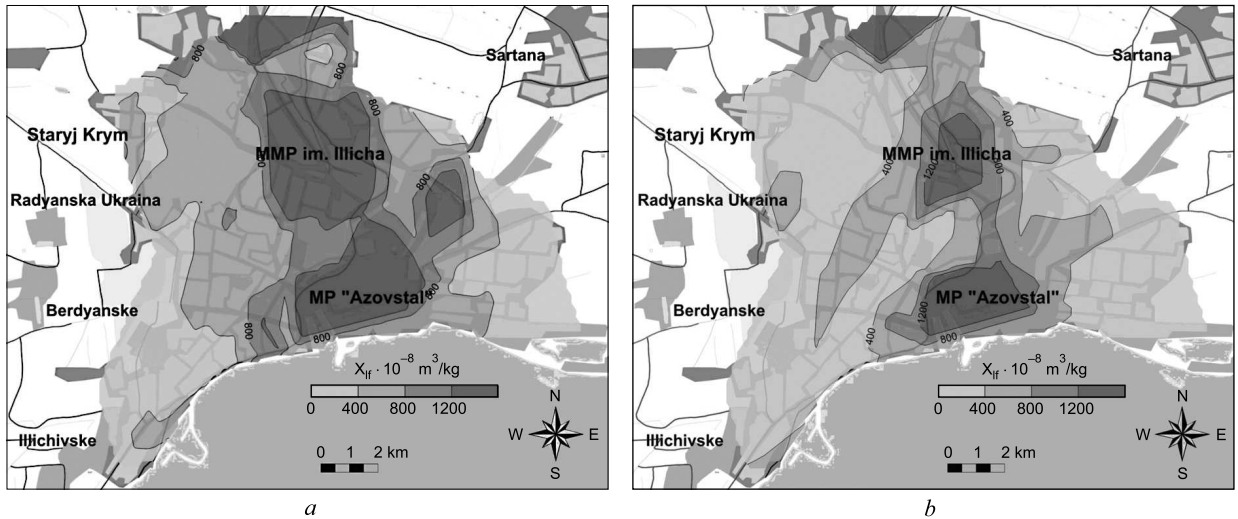 800
Sartana
800
800
Staryj Krym
MMP im. Illicha
800
Radyanska Ukraina
MP "Azovstal"
Berdyanske
800
800
X_lf · 10^-8 m^3/kg
0 400 800 1200
N
W E
S
Illichivske
0 1 2 km
a
Sartana
400
Staryj Krym
MMP im. Illicha
400
1200
Radyanska Ukraina
MP "Azovstal"
Berdyanske
1200
400
800
X_lf · 10^-8 m^3/kg
0 400 800 1200
N
W E
S
Illichivske
0 1 2 km
b